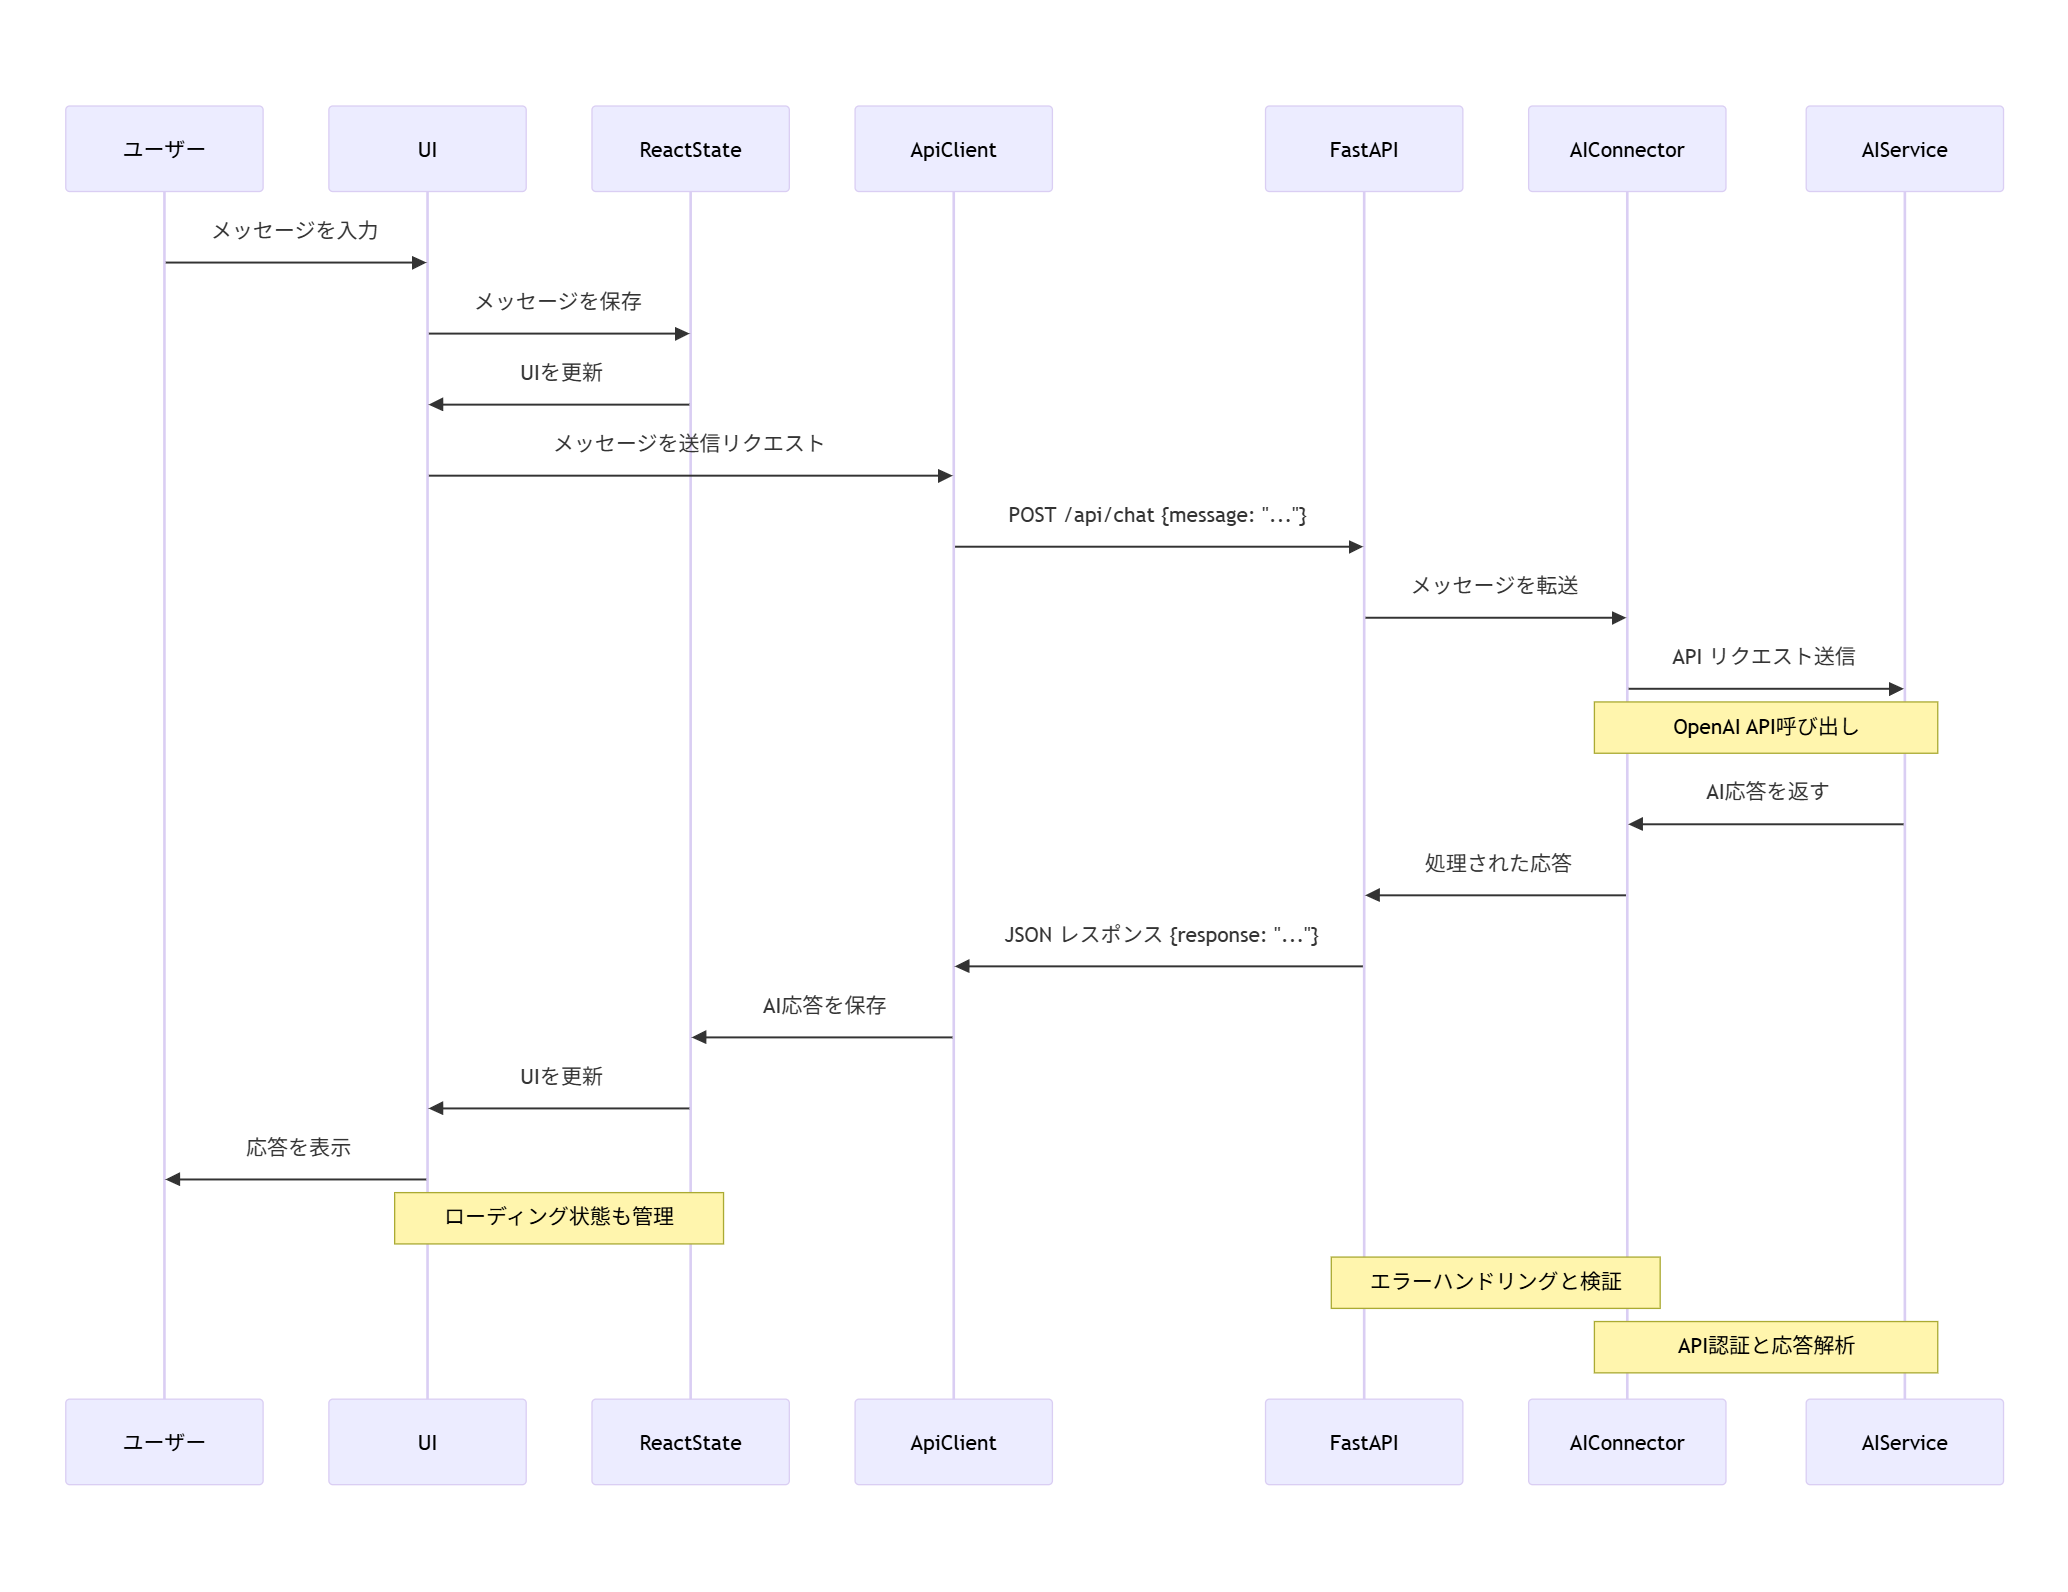 ユーザー
UI
ReactState
ApiClient
FastAPI
AIConnector
AIService
メッセージを入力
メッセージを保存
UIを更新
メッセージを送信リクエスト
POST /api/chat {message: "..."}
メッセージを転送
API リクエスト送信
OpenAI API呼び出し
AI応答を返す
処理された応答
JSON レスポンス {response: "..."}
AI応答を保存
UIを更新
応答を表示
ローディング状態も管理
エラーハンドリングと検証
API認証と応答解析
ユーザー
UI
ReactState
ApiClient
FastAPI
AIConnector
AIService